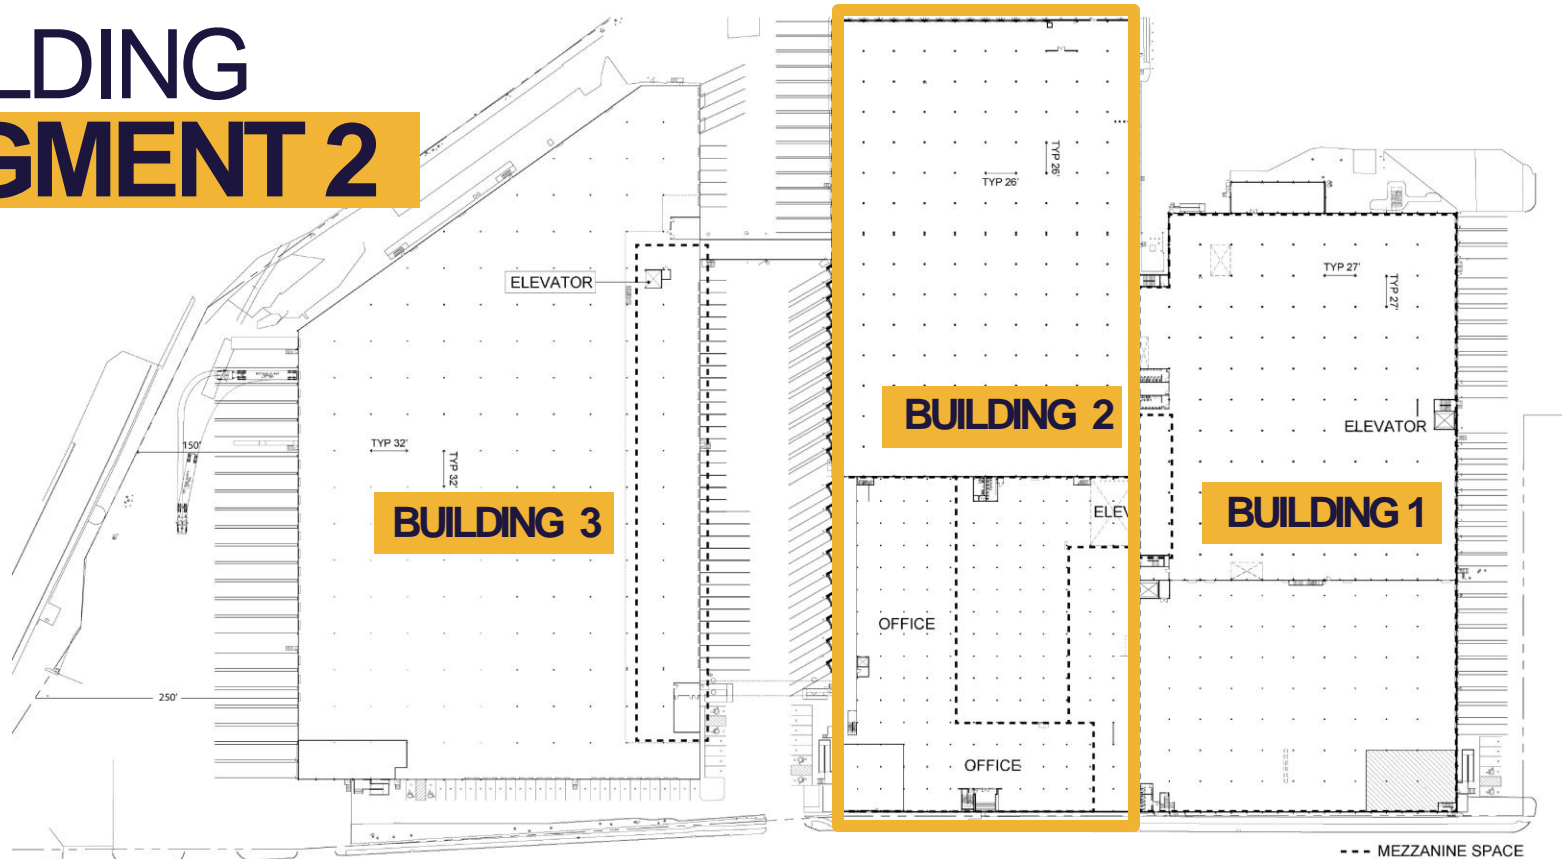 LDING
GMENT 2
TYP 26'
TYP 26'
TYP 27'
TYP 27'
ELEVATOR
BUILDING 2
ELEVATOR
150'
TYP 32'
TYP 32'
BUILDING 3
ELEV
BUILDING 1
OFFICE
250'
OFFICE
--- MEZZANINE SPACE